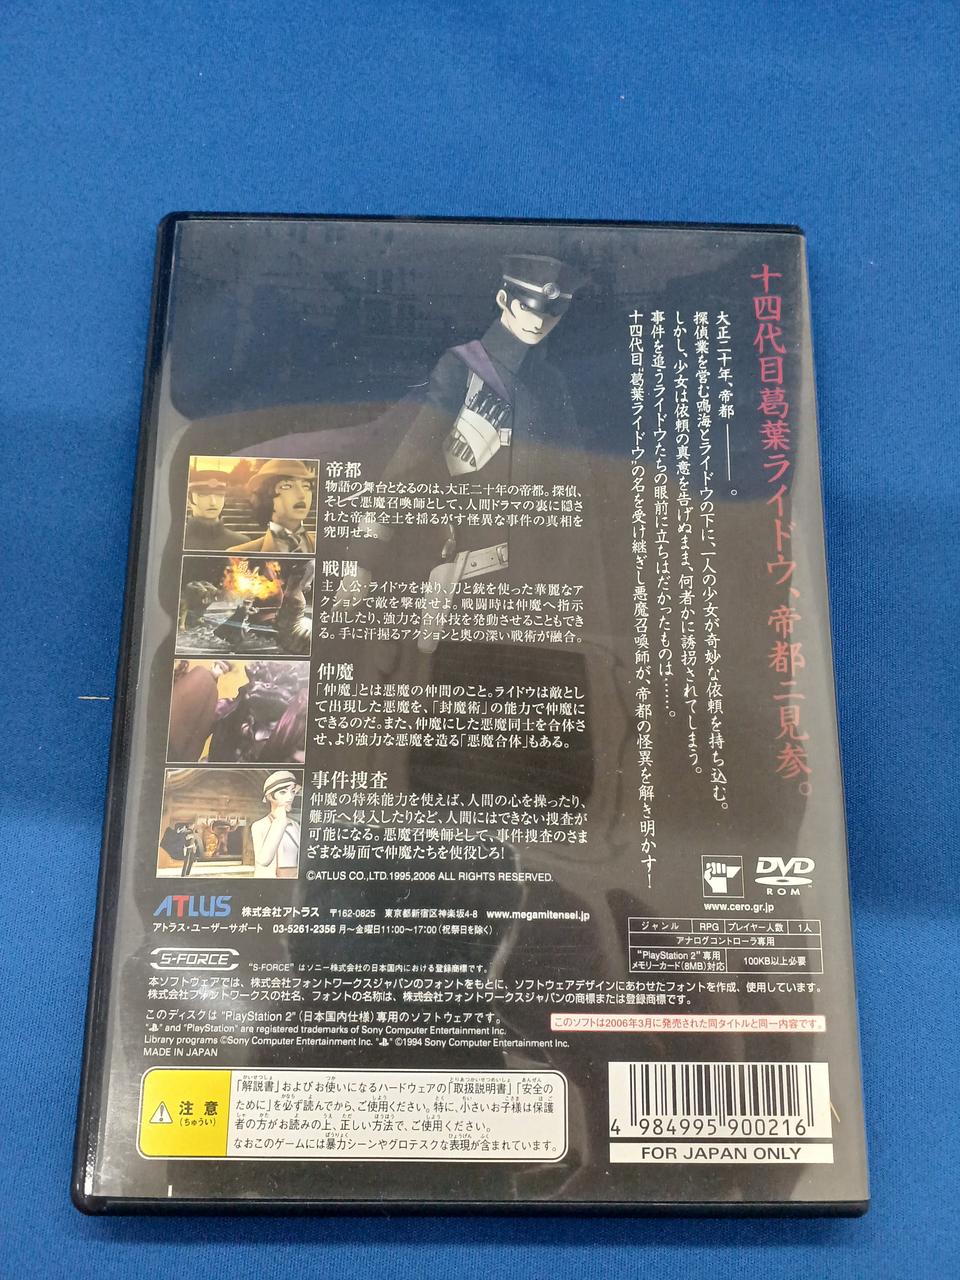 十四代目葛葉ライドウ、帝都ニ見参。
大正二十年、帝都――。
探偵業を営む鳴海とライドウの下に、一人の少女が奇妙な依頼を持ち込む。
しかし、少女は依頼の真意を告げぬまま、何者かに誘拐されてしまう。
事件を追うライドウたちの眼前に立ちはだかったものは……。
十四代目“葛葉ライドウ”の名を受け継ぎし悪魔召喚師が、帝都の怪異を解き明かす!
帝都
物語の舞台となるのは、大正二十年の帝都。探偵、
そして悪魔召喚師として、人間ドラマの裏に隠さ
れた帝都全土を揺るがす怪異な事件の真相を
究明せよ。
戦闘
主人公・ライドウを操り、刀と銃を使った華麗なア
クションで敵を撃破せよ。戦闘時は仲魔へ指示
を出したり、強力な合体技を発動させることもでき
る。手に汗握るアクションと奥の深い戦術が融合。
仲魔
「仲魔」とは悪魔の仲間のこと。ライドウは敵とし
て出現した悪魔を、「封魔術」の能力で仲魔に
できるのだ。また、仲魔にした悪魔同士を合体さ
せ、より強力な悪魔を造る「悪魔合体」もある。
事件捜査
仲魔の特殊能力を使えば、人間の心を操ったり、
難所へ侵入したりなど、人間にはできない捜査が
可能になる。悪魔召喚師として、事件捜査のさま
ざまな場面で仲魔たちを使役しろ!
©ATLUS CO.,LTD.1995,2006 ALL RIGHTS RESERVED.
DVD
ROM
www.cero.gr.jp
ATLUS 株式会社アトラス 〒162-0825 東京都新宿区神楽坂4-8 www.megamitensei.jp
アトラス・ユーザーサポート 03-5261-2356 月～金曜日11:00～17:00(祝祭日を除く)
ジャンル RPG プレイヤー人数 1人
アナログコントローラ専用
"PlayStation 2"専用
メモリーカード(8MB)対応 100KB以上必要
S-FORCE "S-FORCE"はソニー株式会社の日本国内における登録商標です。
本ソフトウェアでは、株式会社フォントワークスジャパンのフォントをもとに、ソフトウェアデザインにあわせたフォントを作成、使用しています。
株式会社フォントワークスの社名、フォントの名称は、株式会社フォントワークスジャパンの商標または登録商標です。
このディスクは "PlayStation 2"(日本国内仕様)専用のソフトウェアです。
このソフトは2006年3月に発売された同タイトルと同一内容です。
" " and "PlayStation" are registered trademarks of Sony Computer Entertainment Inc.
Library programs ©Sony Computer Entertainment Inc. " " ©1994 Sony Computer Entertainment Inc.
MADE IN JAPAN
注意
(ちゅうい)
「解説書」およびお使いになるハードウェアの「取扱説明書」「安全の
ために」を必ず読んでから、ご使用ください。特に、小さいお子様は保護
者の方がお読みの上、正しい方法で、ご使用ください。
なおこのゲームには暴力シーンやグロテスクな表現が含まれています。
4 984995 900216
FOR JAPAN ONLY